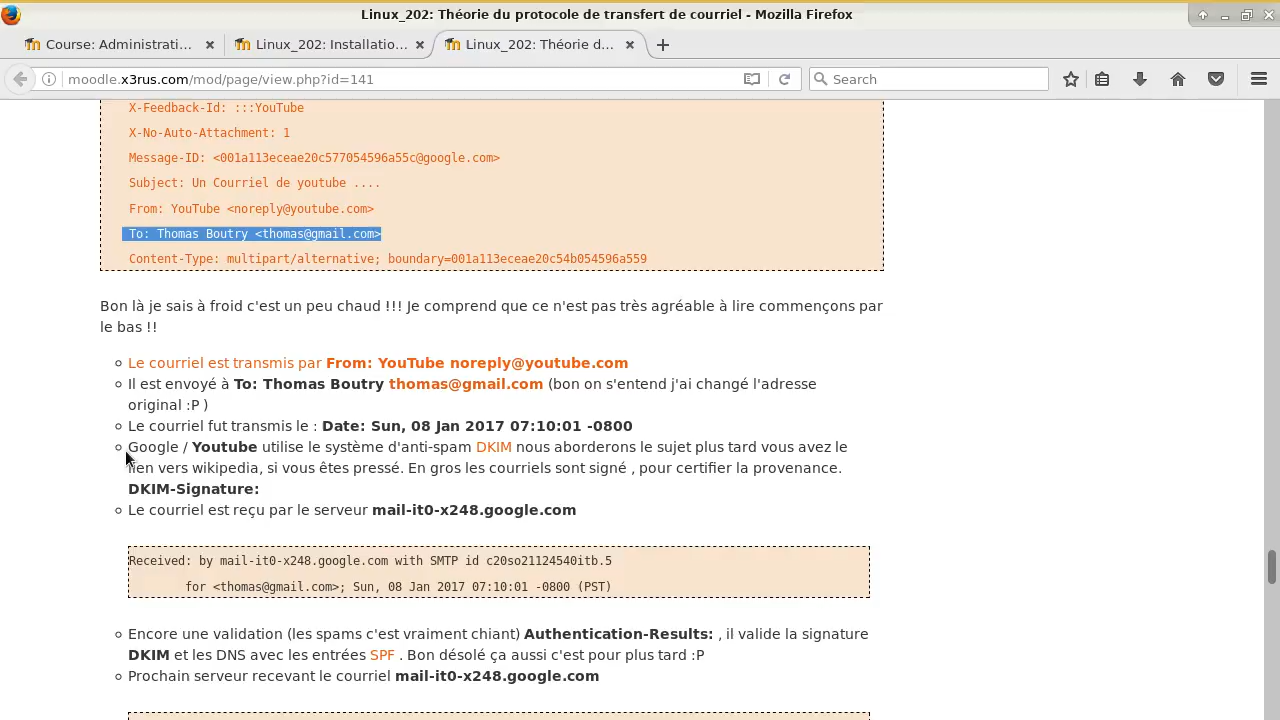 Linux_202: Théorie du protocole de transfert de courriel - Mozilla Firefox
Course: Administrati... Linux_202: Installatio... Linux_202: Théorie d...
moodle.x3rus.com/mod/page/view.php?id=141 Search
X-Feedback-Id: :::YouTube
X-No-Auto-Attachment: 1
Message-ID: <001a113eceae20c577054596a55c@google.com>
Subject: Un Courriel de youtube ....
From: YouTube <noreply@youtube.com>
To: Thomas Boutry <thomas@gmail.com>
Content-Type: multipart/alternative; boundary=001a113eceae20c54b054596a559
Bon là je sais à froid c'est un peu chaud !!! Je comprend que ce n'est pas très agréable à lire commençons par
le bas !!
Le courriel est transmis par From: YouTube noreply@youtube.com
Il est envoyé à To: Thomas Boutry thomas@gmail.com (bon on s'entend j'ai changé l'adresse
original :P )
Le courriel fut transmis le : Date: Sun, 08 Jan 2017 07:10:01 -0800
Google / Youtube utilise le système d'anti-spam DKIM nous aborderons le sujet plus tard vous avez le
lien vers wikipedia, si vous êtes pressé. En gros les courriels sont signé , pour certifier la provenance.
DKIM-Signature:
Le courriel est reçu par le serveur mail-it0-x248.google.com
Received: by mail-it0-x248.google.com with SMTP id c20so21124540itb.5
for <thomas@gmail.com>; Sun, 08 Jan 2017 07:10:01 -0800 (PST)
Encore une validation (les spams c'est vraiment chiant) Authentication-Results: , il valide la signature
DKIM et les DNS avec les entrées SPF . Bon désolé ça aussi c'est pour plus tard :P
Prochain serveur recevant le courriel mail-it0-x248.google.com